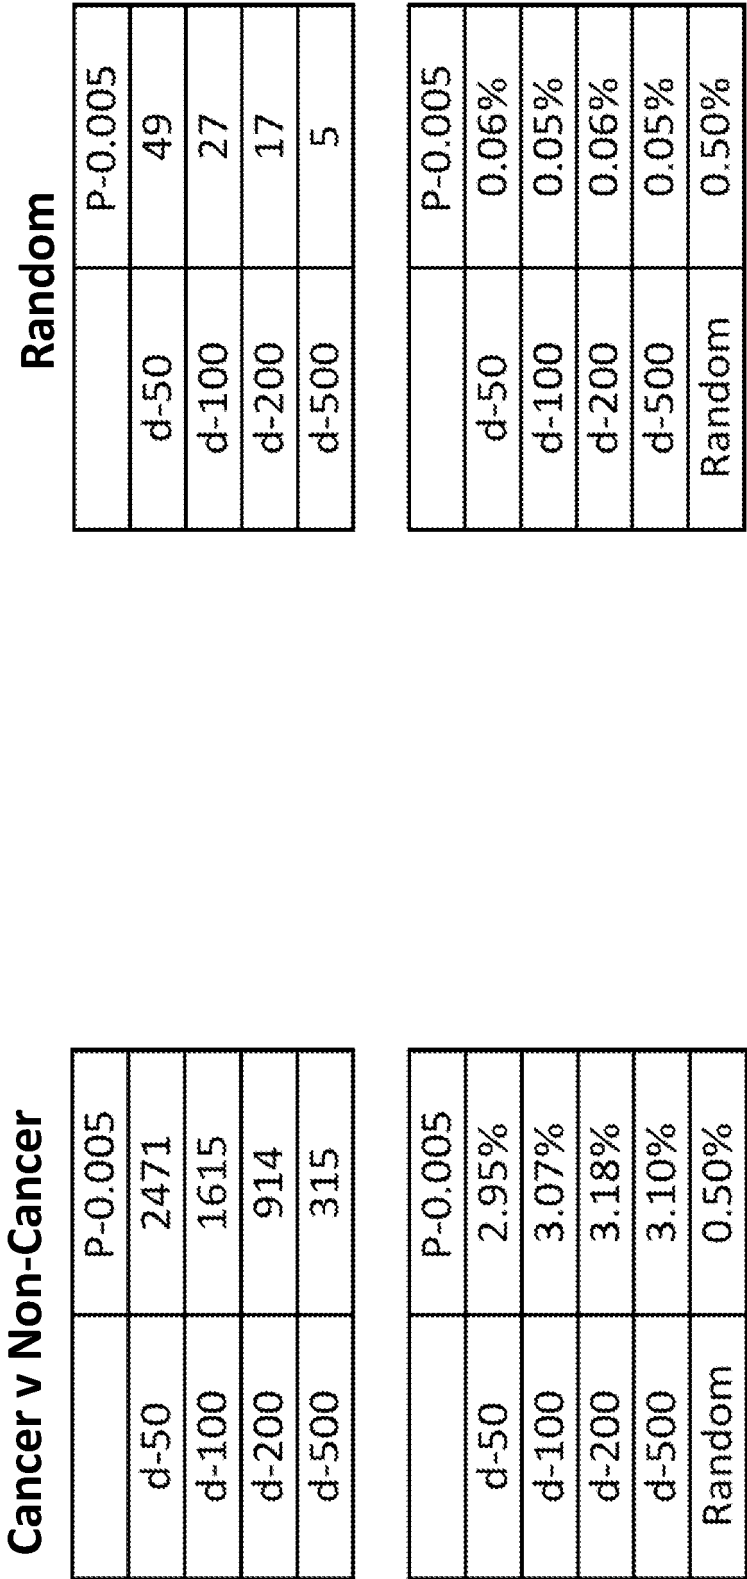 Cancer v Non-Cancer
P-0.005
d-50 2471
d-100 1615
d-200 914
d-500 315
P-0.005
d-50 2.95%
d-100 3.07%
d-200 3.18%
d-500 3.10%
Random 0.50%
Random
P-0.005
d-50 49
d-100 27
d-200 17
d-500 5
P-0.005
d-50 0.06%
d-100 0.05%
d-200 0.06%
d-500 0.05%
Random 0.50%